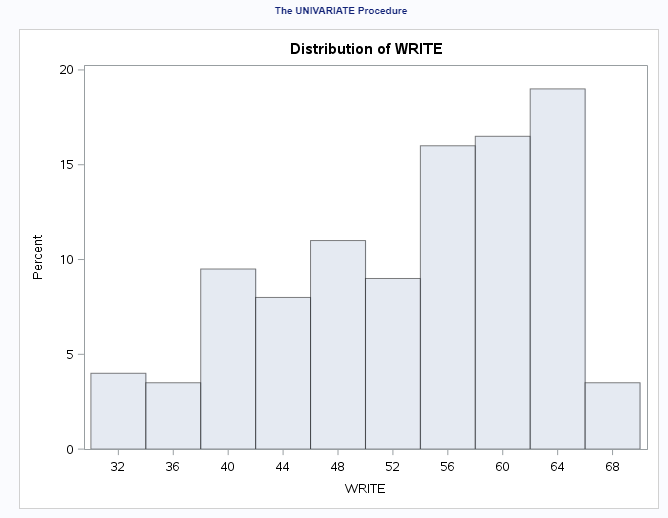 The UNIVARIATE Procedure
Distribution of WRITE
20
15
10
5
0
Percent
32 36 40 44 48 52 56 60 64 68
WRITE